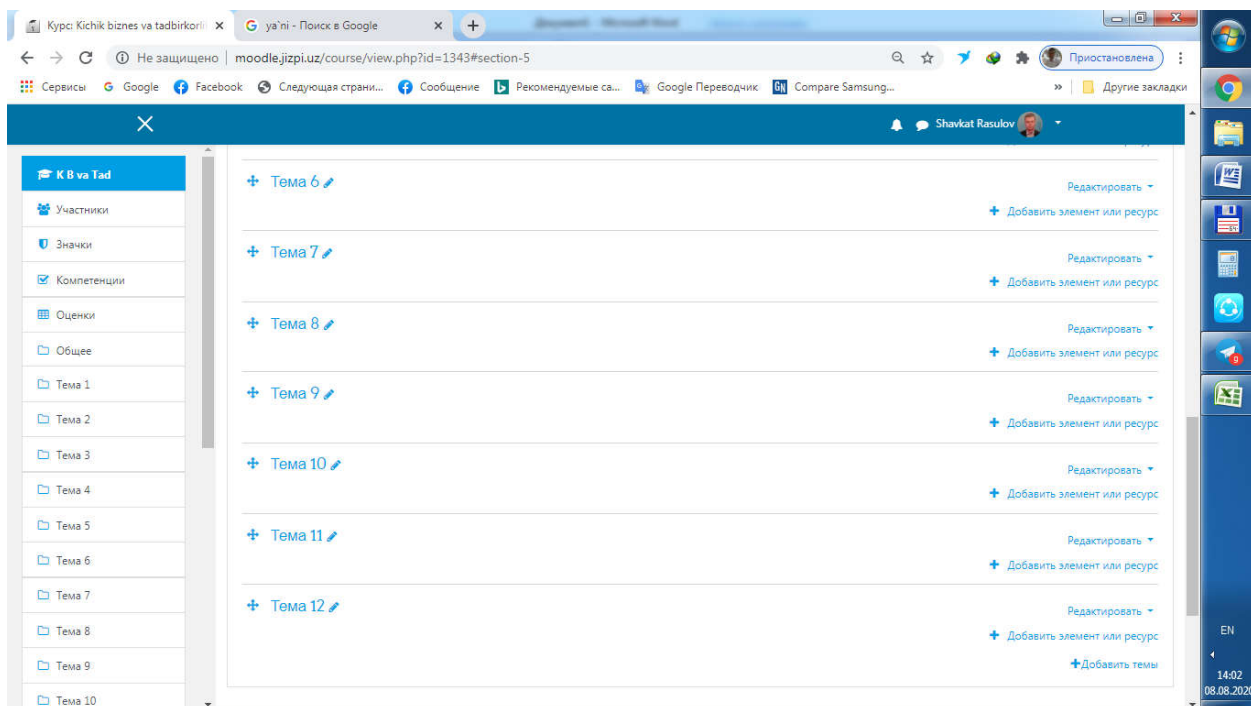 Курс: Kichik biznes va tadbirkorli
ya`ni - Поиск в Google
Не защищено
moodle.jizpi.uz/course/view.php?id=1343#section-5
Приостановлена
Сервисы
Google
Facebook
Следующая страни...
Сообщение
Рекомендуемые са...
Google Переводчик
Compare Samsung...
»
Другие закладки
Shavkat Rasulov
K B va Tad
Участники
Значки
Компетенции
Оценки
Общее
Тема 1
Тема 2
Тема 3
Тема 4
Тема 5
Тема 6
Тема 7
Тема 8
Тема 9
Тема 10
Тема 6
Редактировать
Добавить элемент или ресурс
Тема 7
Редактировать
Добавить элемент или ресурс
Тема 8
Редактировать
Добавить элемент или ресурс
Тема 9
Редактировать
Добавить элемент или ресурс
Тема 10
Редактировать
Добавить элемент или ресурс
Тема 11
Редактировать
Добавить элемент или ресурс
Тема 12
Редактировать
Добавить элемент или ресурс
Добавить темы
EN
14:02
08.08.2020